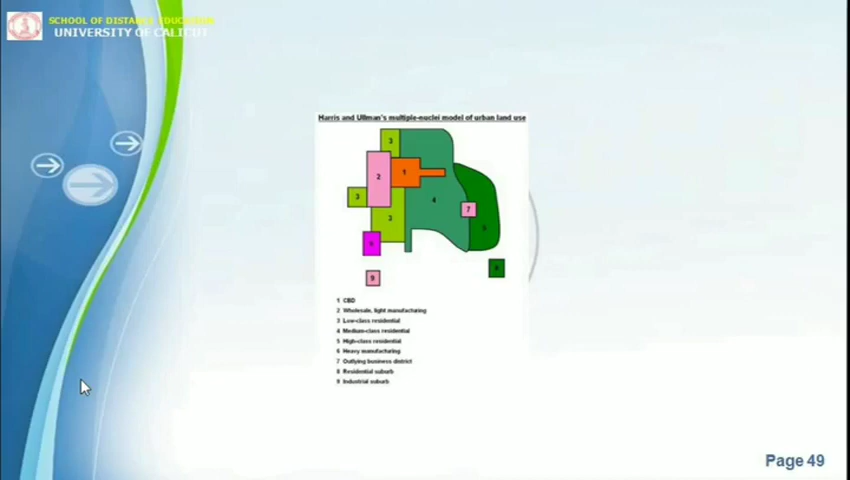 SCHOOL OF DISTANCE EDUCATION
UNIVERSITY OF CALICUT
Harris and Ullman's multiple-nuclei model of urban land use
3
2
1
3
4
7
3
5
6
9
8
1 CBD
2 Wholesale, light manufacturing
3 Low-class residential
4 Medium-class residential
5 High-class residential
6 Heavy manufacturing
7 Outlying business district
8 Residential suburb
9 Industrial suburb
Page 49